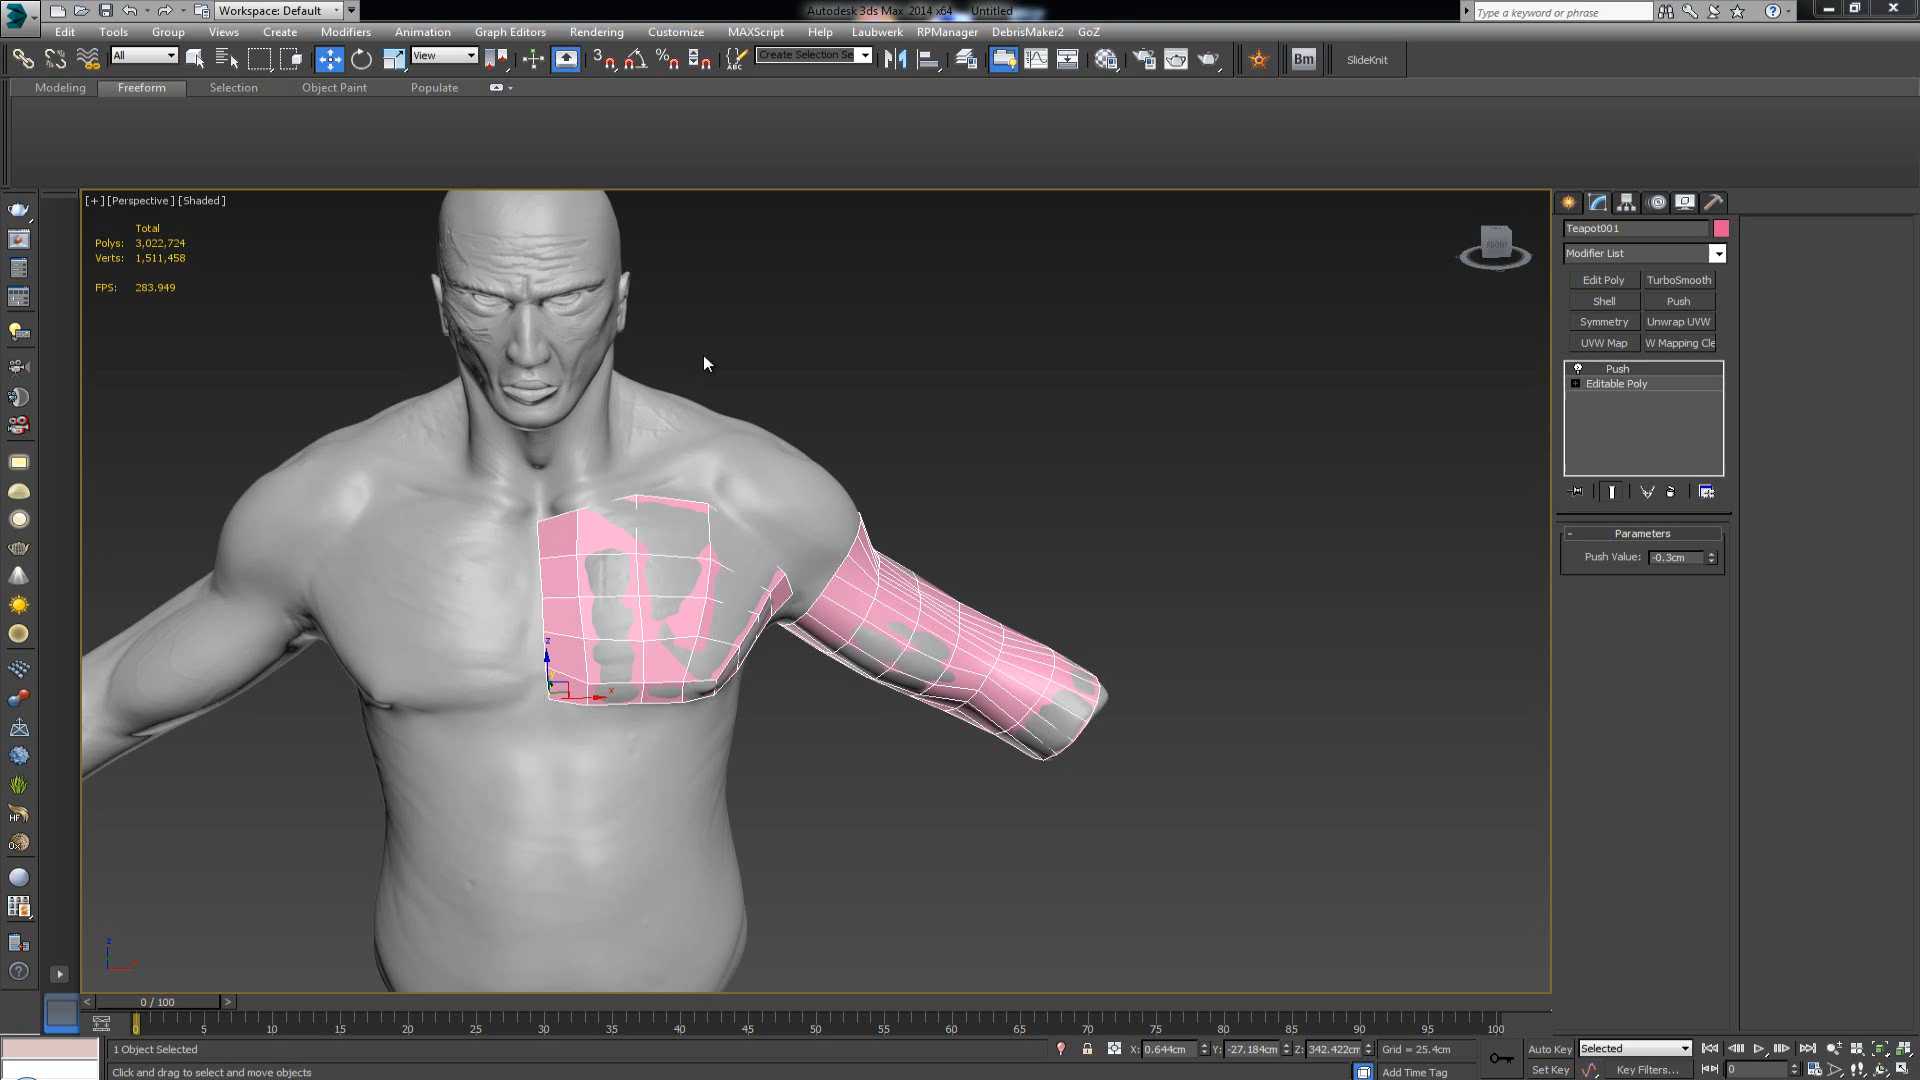 Workspace: Default
Autodesk 3ds Max 2014 x64 Untitled
Type a keyword or phrase
Edit Tools Group Views Create Modifiers Animation Graph Editors Rendering Customize MAXScript Help Laubwerk RPManager DebrisMaker2 GoZ
All
View
3
Create Selection Se
Bm
SlideKnit
Modeling Freeform Selection Object Paint Populate
[+] [Perspective] [Shaded]
Total
Polys: 3,022,724
Verts: 1,511,458
FPS: 283.949
FRONT
Teapot001
Modifier List
Edit Poly TurboSmooth
Shell Push
Symmetry Unwrap UVW
UVW Map W Mapping Cle
Push
Editable Poly
Parameters
Push Value: -0.3cm
z
x
z
HF
0 / 100
0 5 10 15 20 25 30 35 40 45 50 55 60 65 70 75 80 85 90 95 100
1 Object Selected
X: 0.644cm Y: -27.184cm Z: 342.422cm Grid = 25.4cm
Auto Key Selected
Click and drag to select and move objects
Add Time Tag
Set Key Key Filters... 0